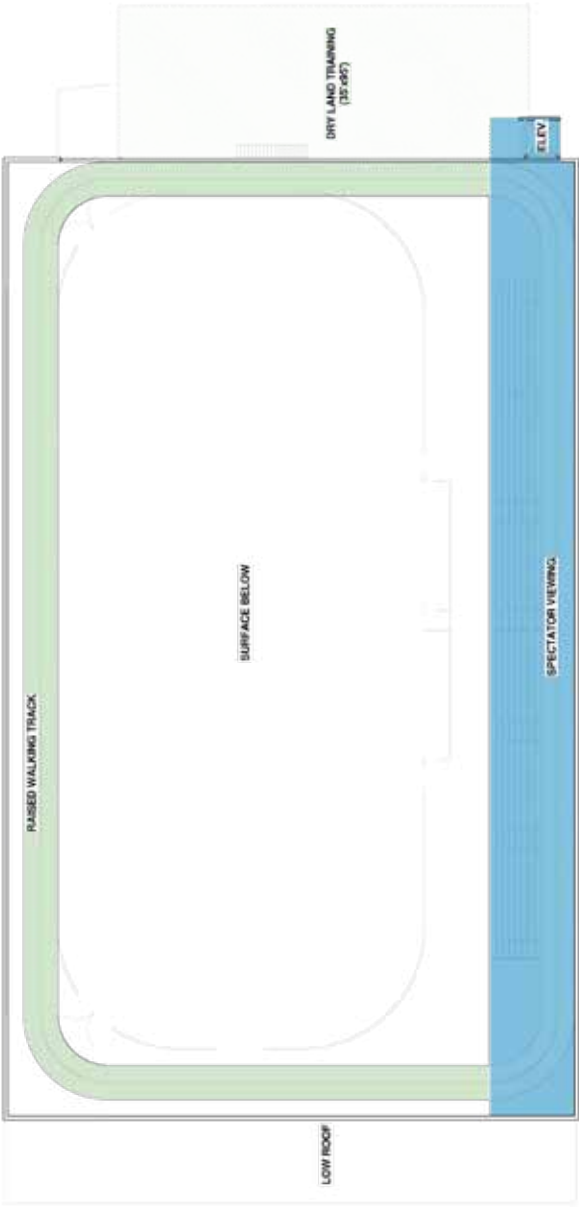 DRY LAND TRAINING
(35'x95')
ELEV.
SURFACE BELOW
SPECTATOR VIEWING
RAISED WALKING TRACK
LOW ROOF